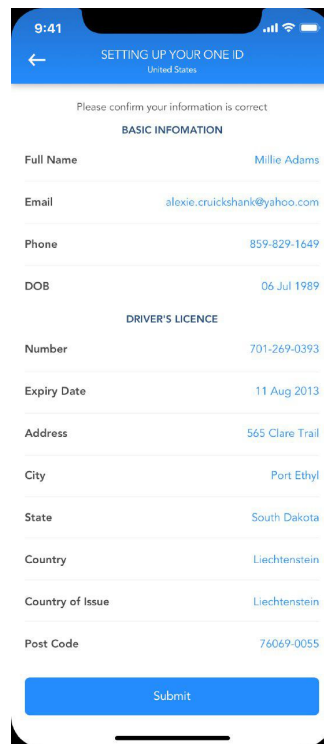 9:41
SETTING UP YOUR ONE ID
United States
Please confirm your information is correct
BASIC INFOMATION
Full Name Millie Adams
Email alexie.cruickshank@yahoo.com
Phone 859-829-1649
DOB 06 Jul 1989
DRIVER'S LICENCE
Number 701-269-0393
Expiry Date 11 Aug 2013
Address 565 Clare Trail
City Port Ethyl
State South Dakota
Country Liechtenstein
Country of Issue Liechtenstein
Post Code 76069-0055
Submit